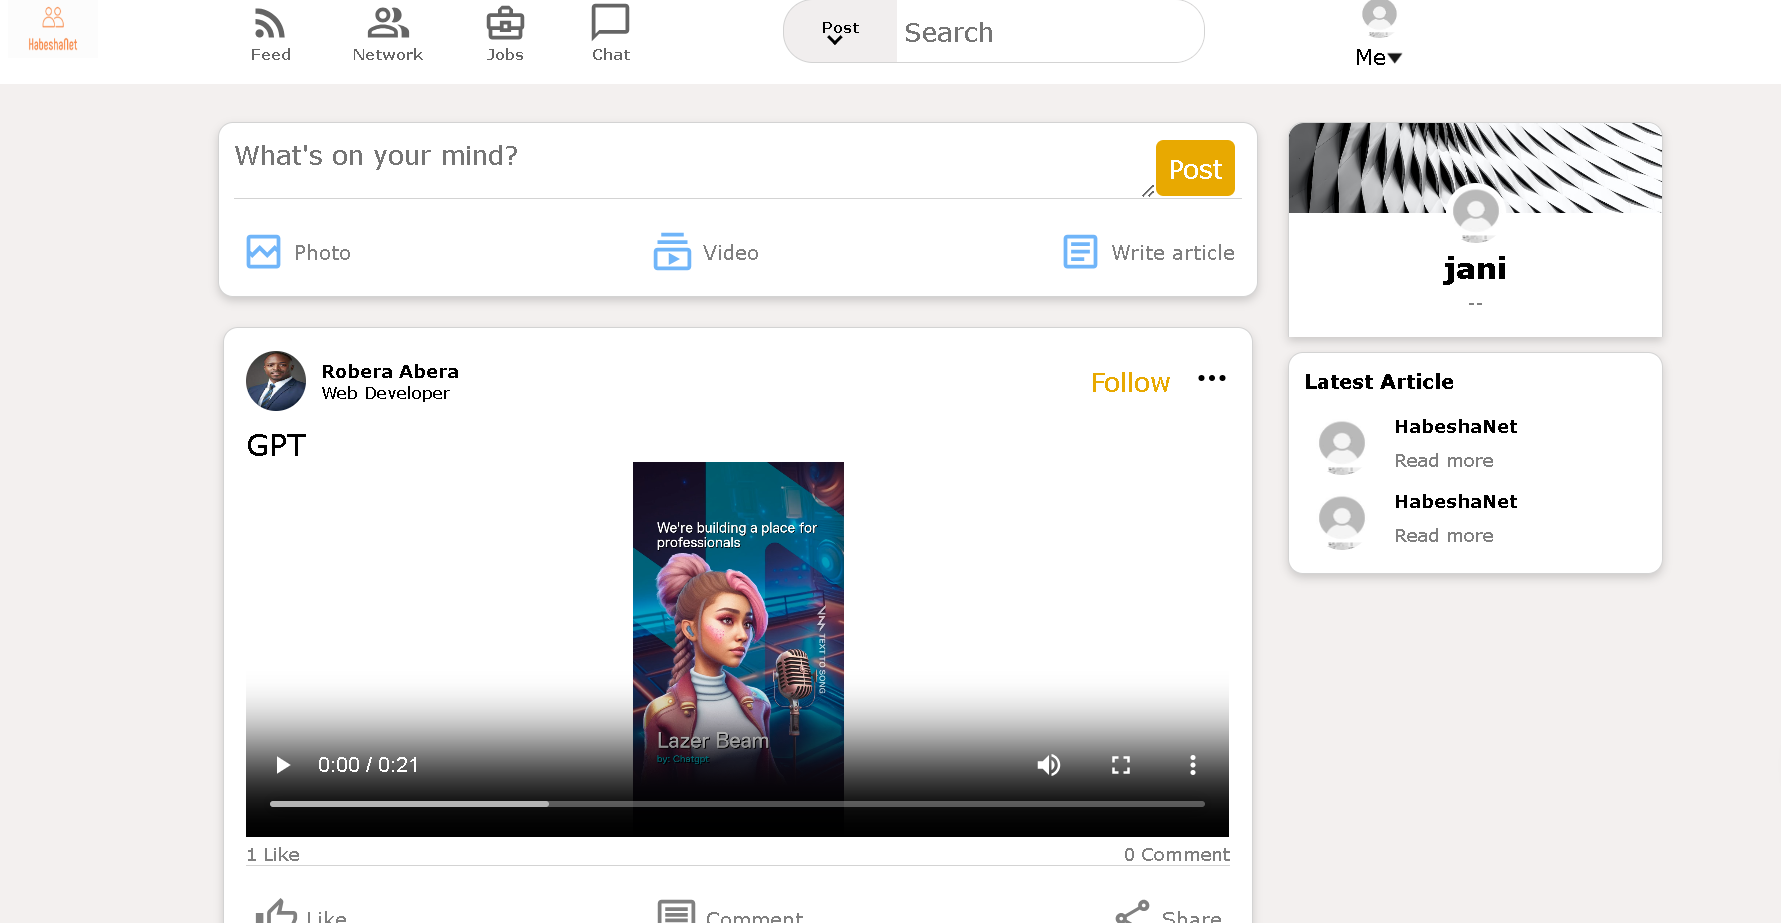 HabeshaNet
Feed
Network
Jobs
Chat
Post
Search
Me
What's on your mind?
Post
Photo
Video
Write article
jani
--
Robera Abera
Web Developer
Follow
GPT
We're building a place for
professionals
TEXT TO SONG
Lazer Beam
by: Chatgpt
0:00 / 0:21
1 Like
0 Comment
Like
Comment
Share
Latest Article
HabeshaNet
Read more
HabeshaNet
Read more